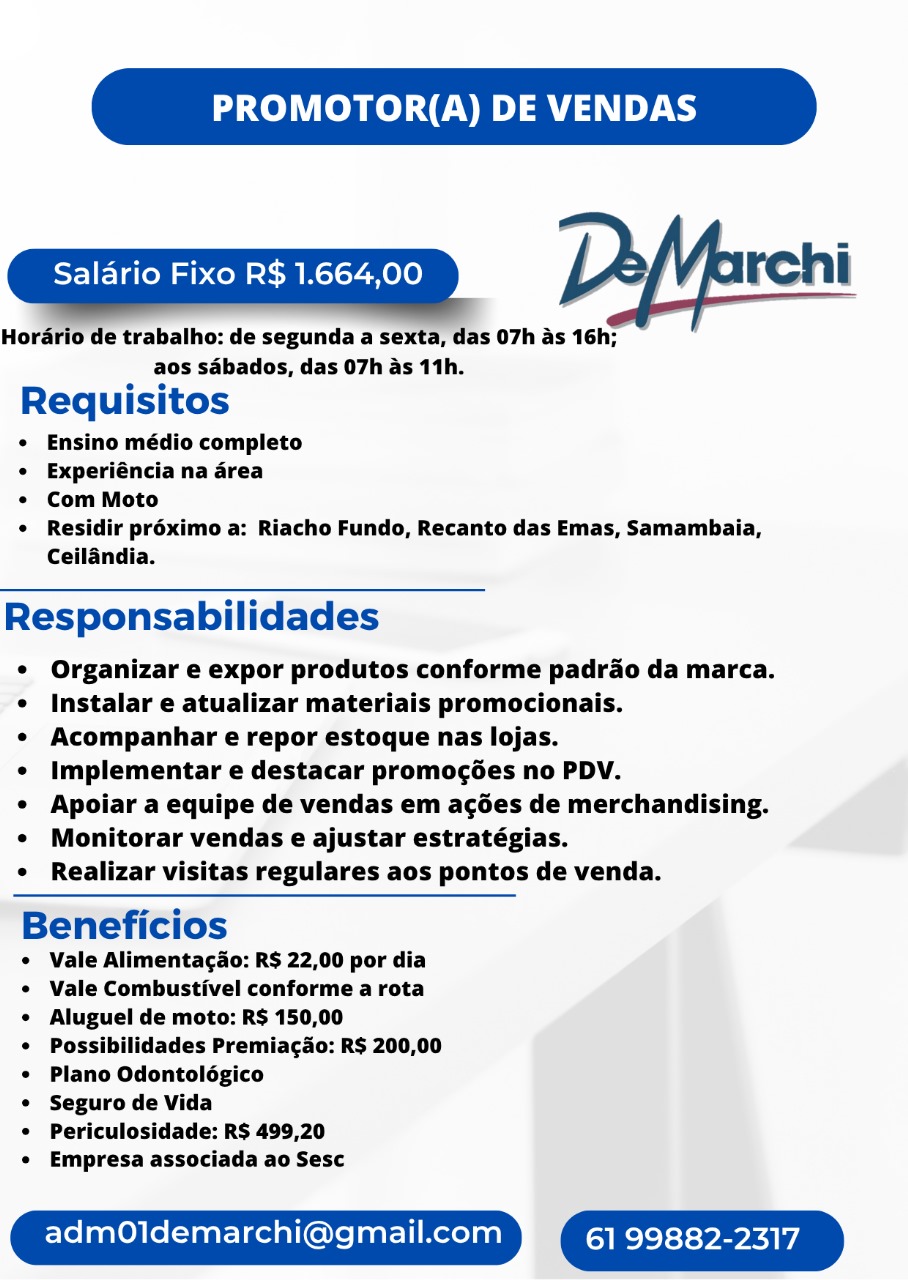 PROMOTOR(A) DE VENDAS
DeMarchi
Salário Fixo R$ 1.664,00
Horário de trabalho: de segunda a sexta, das 07h às 16h;
aos sábados, das 07h às 11h.
Requisitos
• Ensino médio completo
• Experiência na área
• Com Moto
• Residir próximo a: Riacho Fundo, Recanto das Emas, Samambaia,
Ceilândia.
Responsabilidades
• Organizar e expor produtos conforme padrão da marca.
• Instalar e atualizar materiais promocionais.
• Acompanhar e repor estoque nas lojas.
• Implementar e destacar promoções no PDV.
• Apoiar a equipe de vendas em ações de merchandising.
• Monitorar vendas e ajustar estratégias.
• Realizar visitas regulares aos pontos de venda.
Benefícios
• Vale Alimentação: R$ 22,00 por dia
• Vale Combustível conforme a rota
• Aluguel de moto: R$ 150,00
• Possibilidades Premiação: R$ 200,00
• Plano Odontológico
• Seguro de Vida
• Periculosidade: R$ 499,20
• Empresa associada ao Sesc
adm01demarchi@gmail.com
61 99882-2317